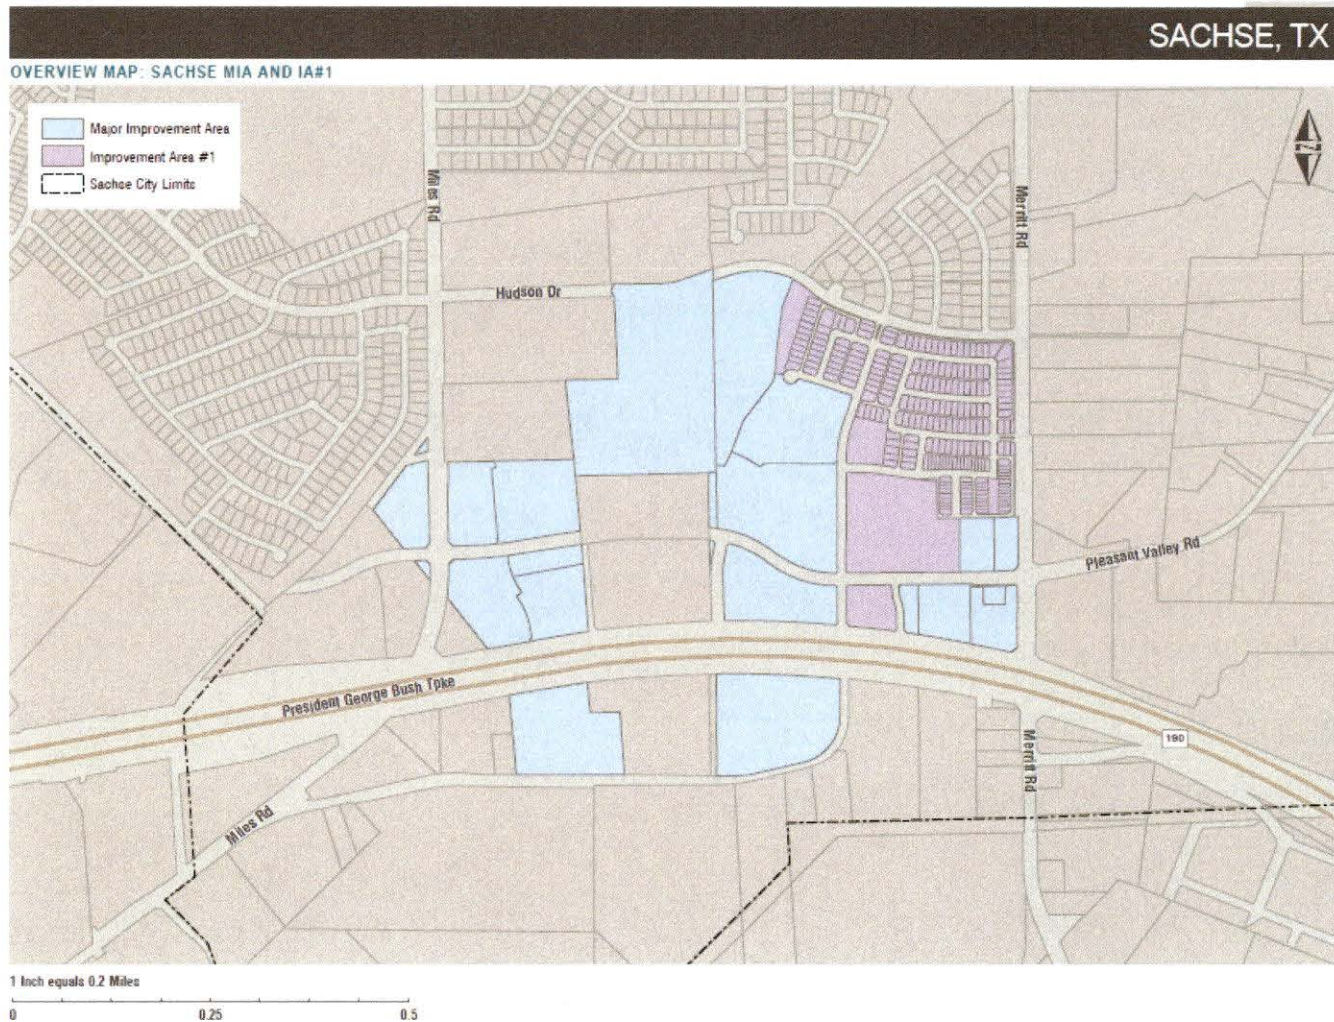 SACHSE, TX
OVERVIEW MAP: SACHSE MIA AND IA#1
Major Improvement Area
Improvement Area #1
Sachse City Limits
N
Miles Rd
Merritt Rd
Hudson Dr
Pleasant Valley Rd
President George Bush Tpke
190
Merritt Rd
Miles Rd
1 Inch equals 0.2 Miles
0 0.25 0.5